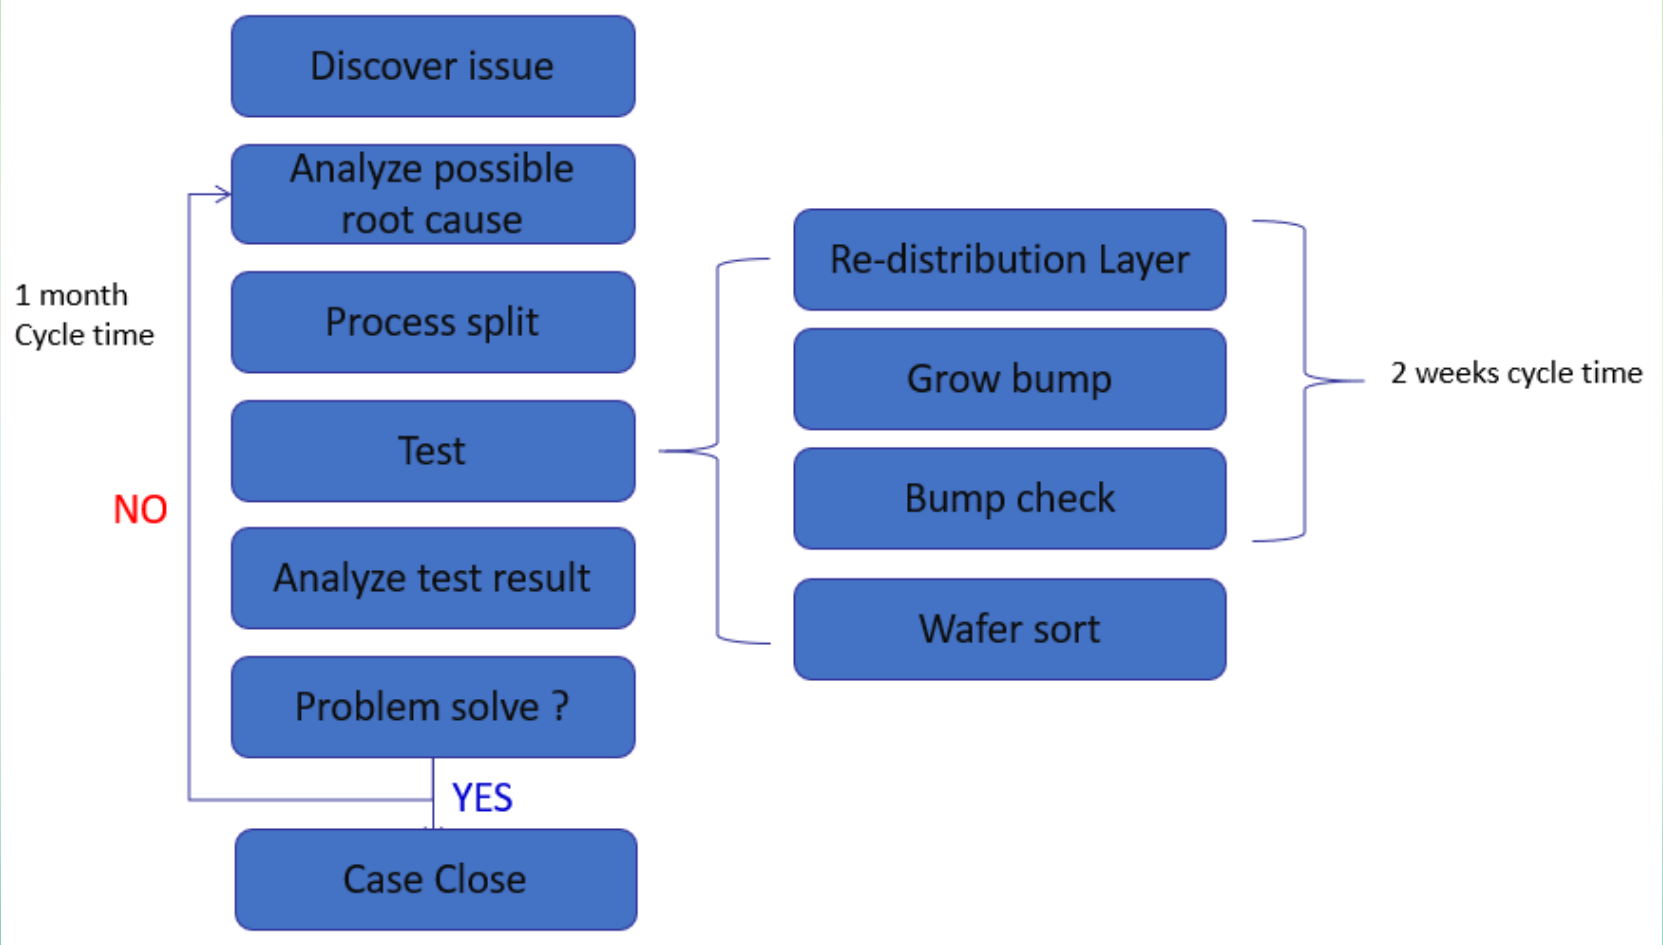 Discover issue
Analyze possible
root cause
Process split
Test
Analyze test result
Problem solve ?
YES
NO
Case Close
1 month
Cycle time
Re-distribution Layer
Grow bump
Bump check
Wafer sort
2 weeks cycle time